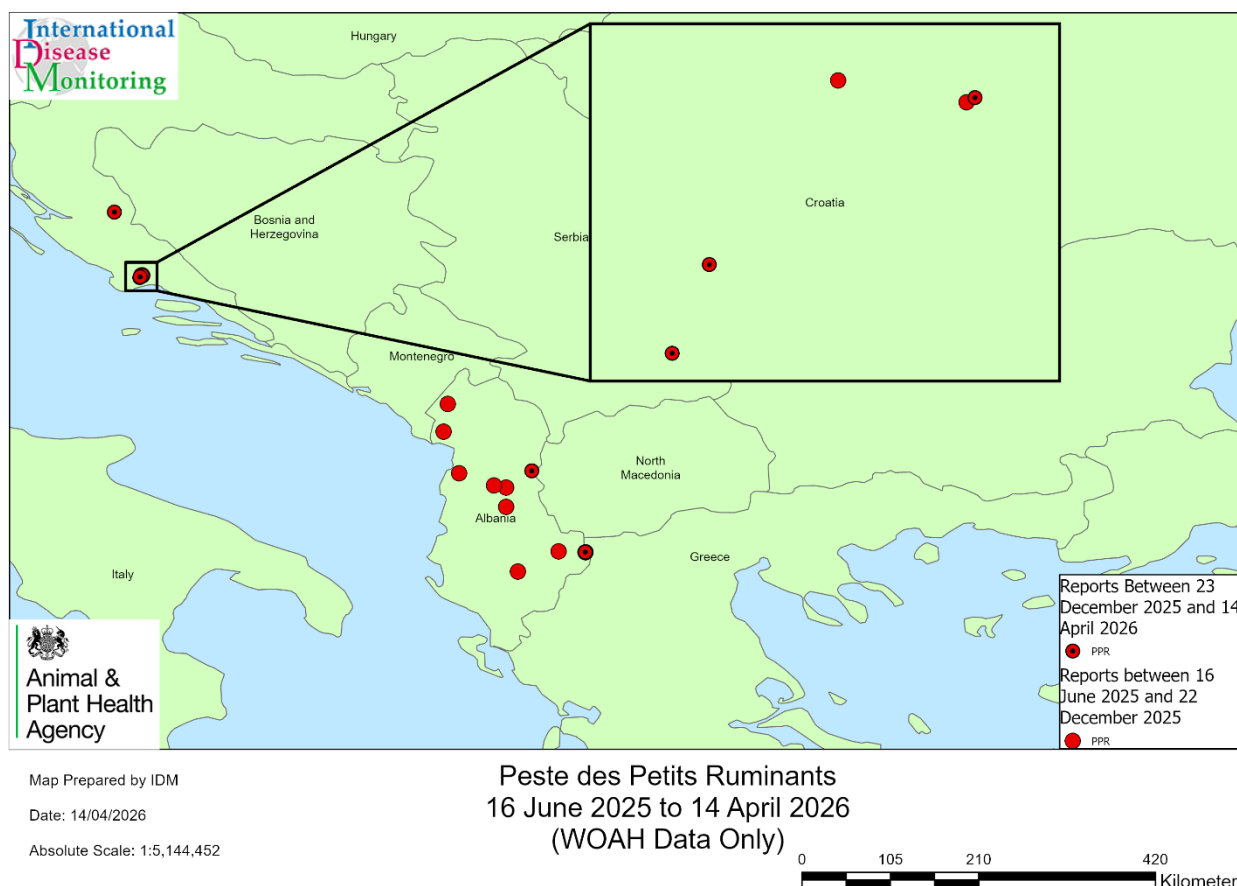 International
Disease
Monitoring
Hungary
Bosnia and
Herzegovina
Serbia
Croatia
Montenegro
North
Macedonia
Albania
Greece
Italy
Reports Between 23
December 2025 and 14
April 2026
PPR
Reports between 16
June 2025 and 22
December 2025
PPR
Animal &
Plant Health
Agency
Map Prepared by IDM
Date: 14/04/2026
Absolute Scale: 1:5,144,452
Peste des Petits Ruminants
16 June 2025 to 14 April 2026
(WOAH Data Only)
0 105 210 420
Kilometer